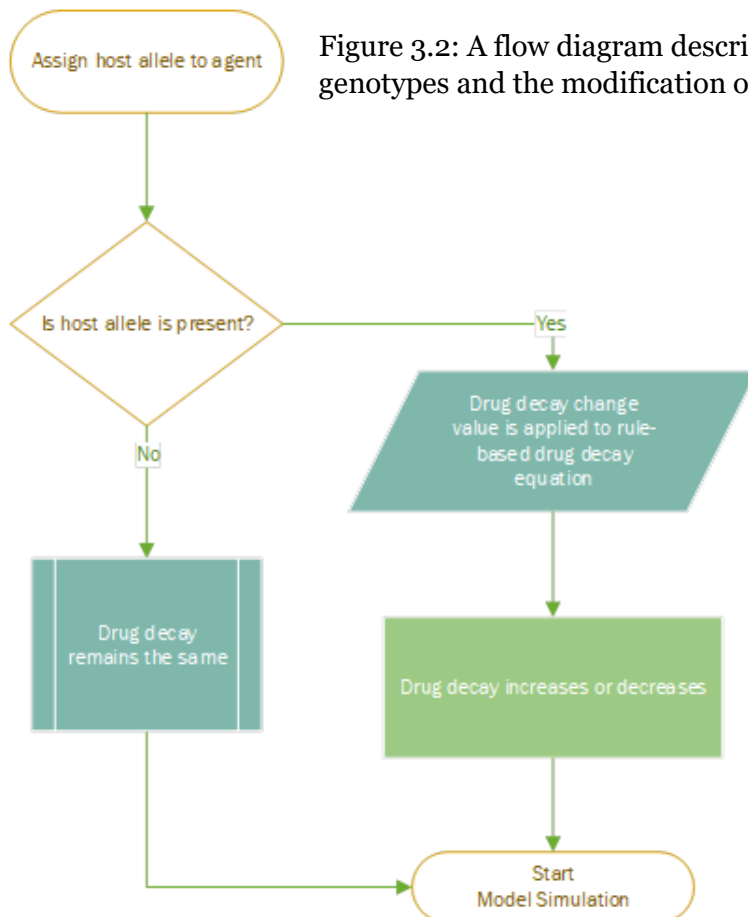 Assign host allele to agent
Figure 3.2: A flow diagram descri
genotypes and the modification o
Is host allele is present?
Yes
No
Drug decay change
value is applied to rule-
based drug decay
equation
Drug decay
remains the same
Drug decay increases or decreases
Start
Model Simulation